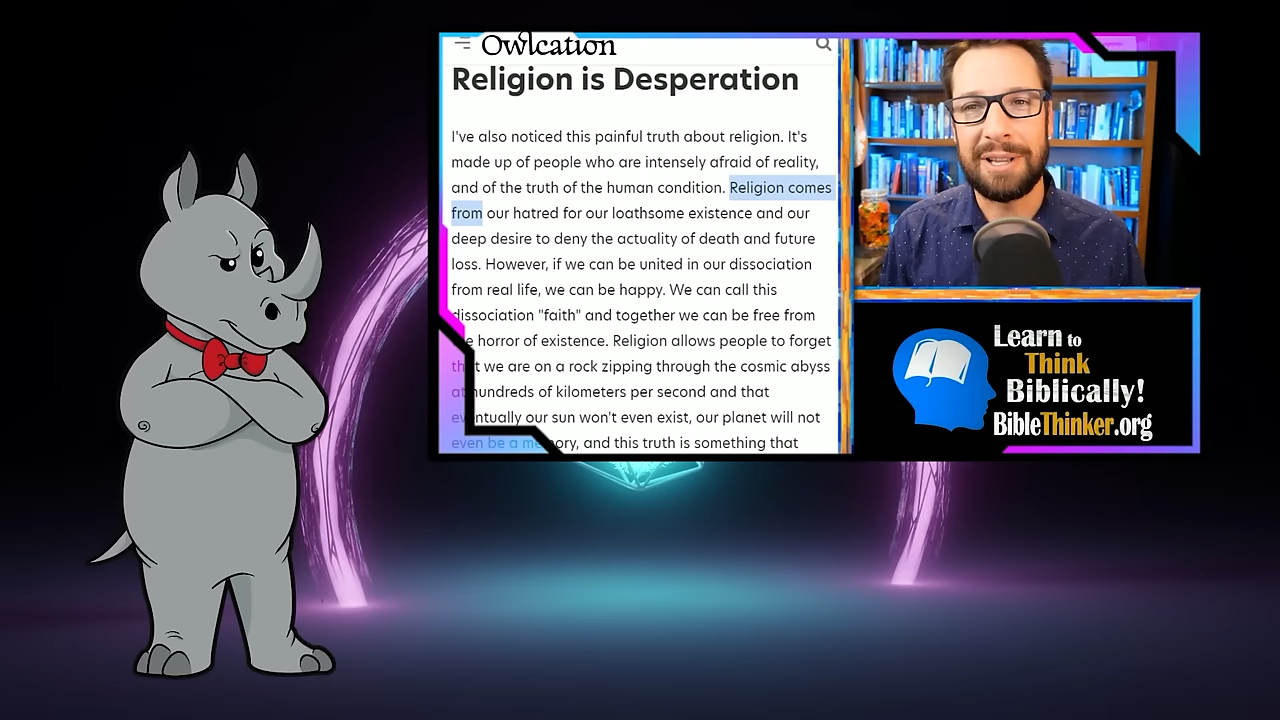 Owlcation
Religion is Desperation
I've also noticed this painful truth about religion. It's
made up of people who are intensely afraid of reality,
and of the truth of the human condition. Religion comes
from our hatred for our loathsome existence and our
deep desire to deny the actuality of death and future
loss. However, if we can be united in our dissociation
from real life, we can be happy. We can call this
dissociation "faith" and together we can be free from
the horror of existence. Religion allows people to forget
that we are on a rock zipping through the cosmic abyss
at hundreds of kilometers per second and that
eventually our sun won't even exist, our planet will not
even be a memory, and this truth is something that
Learn to
Think
Biblically!
BibleThinker.org